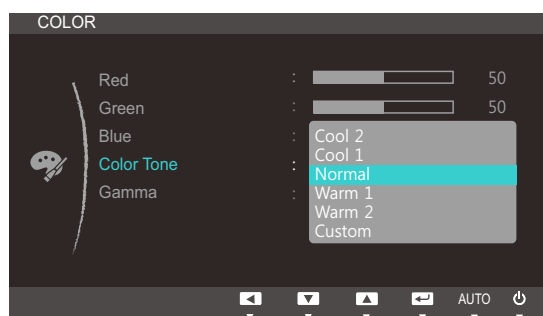 COLOR
Red : 50
Green : 50
Blue :
Color Tone :
Gamma :
Cool 2
Cool 1
Normal
Warm 1
Warm 2
Custom
AUTO